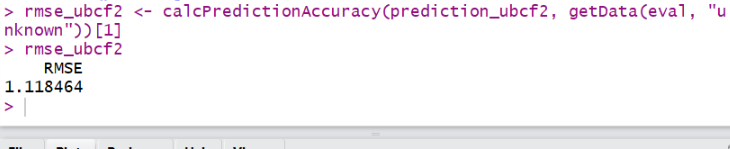 > rmse_ubcf2 <- calcPredictionAccuracy(prediction_ubcf2, getData(eval, "u
nknown"))[1]
> rmse_ubcf2
RMSE
1.118464
>